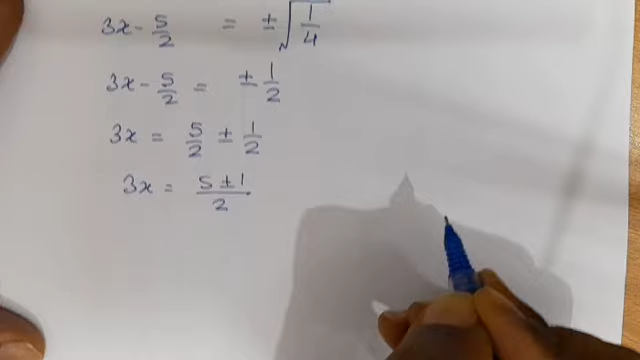 3x - 5/2 = ± √(1/4)
3x - 5/2 = ± 1/2
3x = 5/2 ± 1/2
3x = (5 ± 1)/2